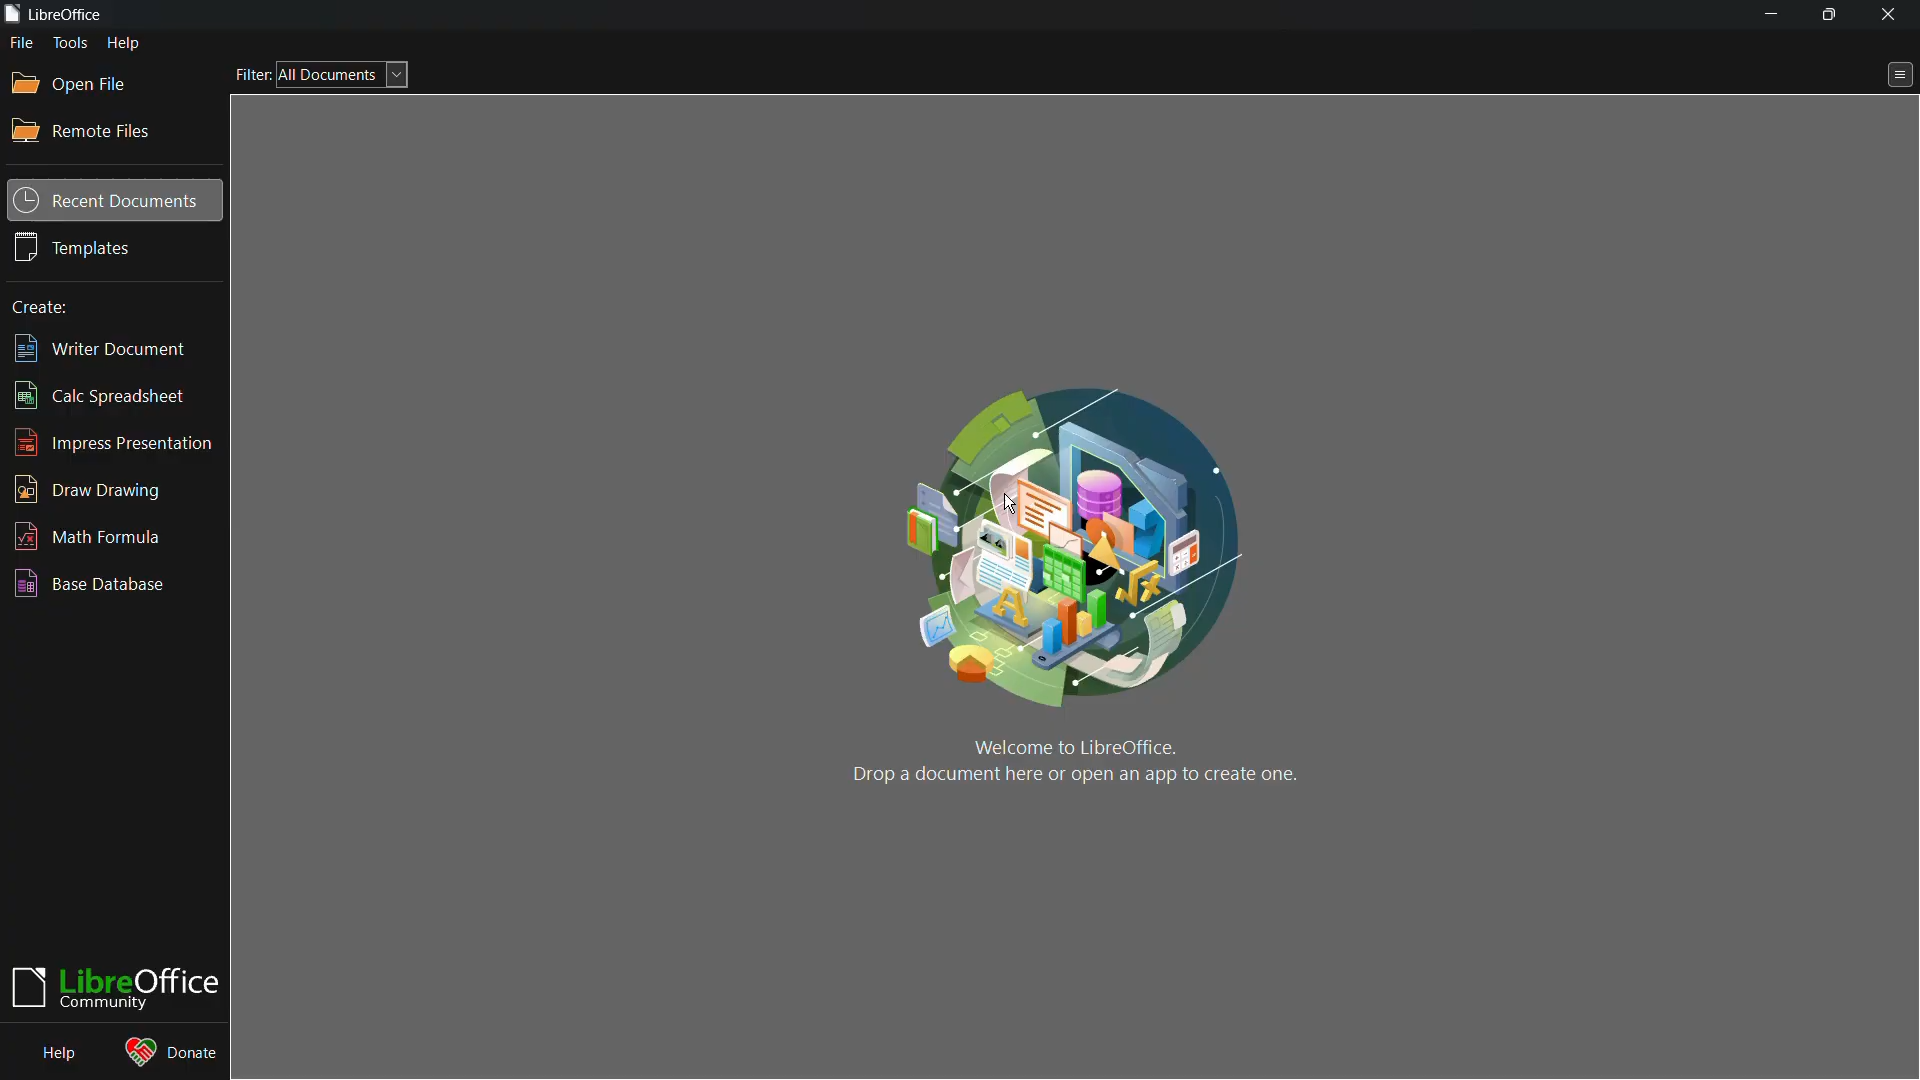 LibreOffice
File Tools Help
Open File
Filter: All Documents
Remote Files
Recent Documents
Templates
Create:
Writer Document
Calc Spreadsheet
Impress Presentation
Draw Drawing
Math Formula
Base Database
Welcome to LibreOffice.
Drop a document here or open an app to create one.
LibreOffice
Community
Help Donate